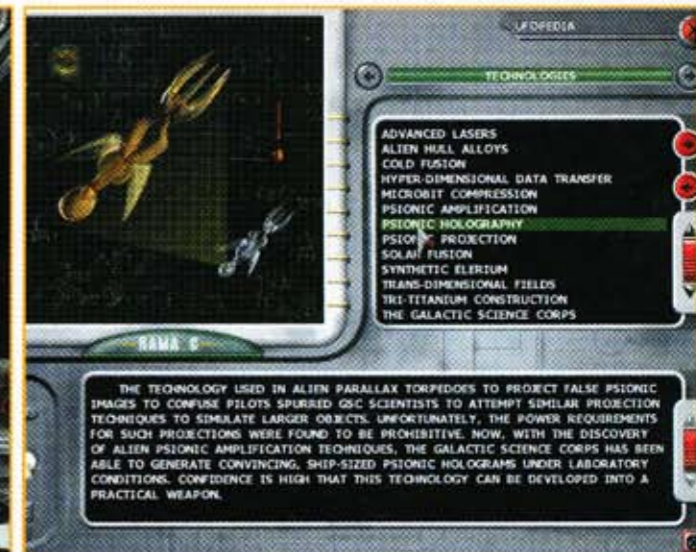 UFOPEDIA
TECHNOLOGIES
ADVANCED LASERS
ALIEN HULL ALLOYS
COLD FUSION
HYPER-DIMENSIONAL DATA TRANSFER
MICROBIT COMPRESSION
PSIONIC AMPLIFICATION
PSIONIC HOLOGRAPHY
PSIONIC PROJECTION
SOLAR FUSION
SYNTHETIC ELERIUM
TRANS-DIMENSIONAL FIELDS
TRI-TITANIUM CONSTRUCTION
THE GALACTIC SCIENCE CORPS
RAMA 6
THE TECHNOLOGY USED IN ALIEN PARALLAX TORPEDOES TO PROJECT FALSE PSIONIC
IMAGES TO CONFUSE PILOTS SPURRED GSC SCIENTISTS TO ATTEMPT SIMILAR PROJECTION
TECHNIQUES TO SIMULATE LARGER OBJECTS. UNFORTUNATELY, THE POWER REQUIREMENTS
FOR SUCH PROJECTIONS WERE FOUND TO BE PROHIBITIVE. NOW, WITH THE DISCOVERY
OF ALIEN PSIONIC AMPLIFICATION TECHNIQUES, THE GALACTIC SCIENCE CORPS HAS BEEN
ABLE TO GENERATE CONVINCING, SHIP-SIZED PSIONIC HOLOGRAMS UNDER LABORATORY
CONDITIONS. CONFIDENCE IS HIGH THAT THIS TECHNOLOGY CAN BE DEVELOPED INTO A
PRACTICAL WEAPON.